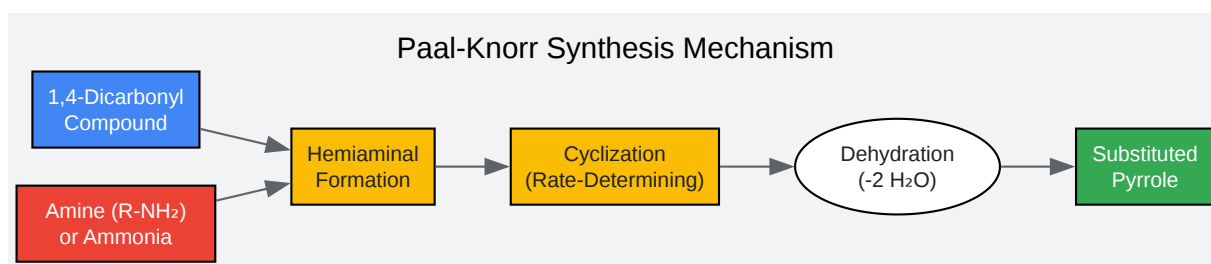 Paal-Knorr Synthesis Mechanism
1,4-Dicarbonyl
Compound
Amine (R-NH₂)
or Ammonia
Hemiaminal
Formation
Cyclization
(Rate-Determining)
Dehydration
(-2 H₂O)
Substituted
Pyrrole